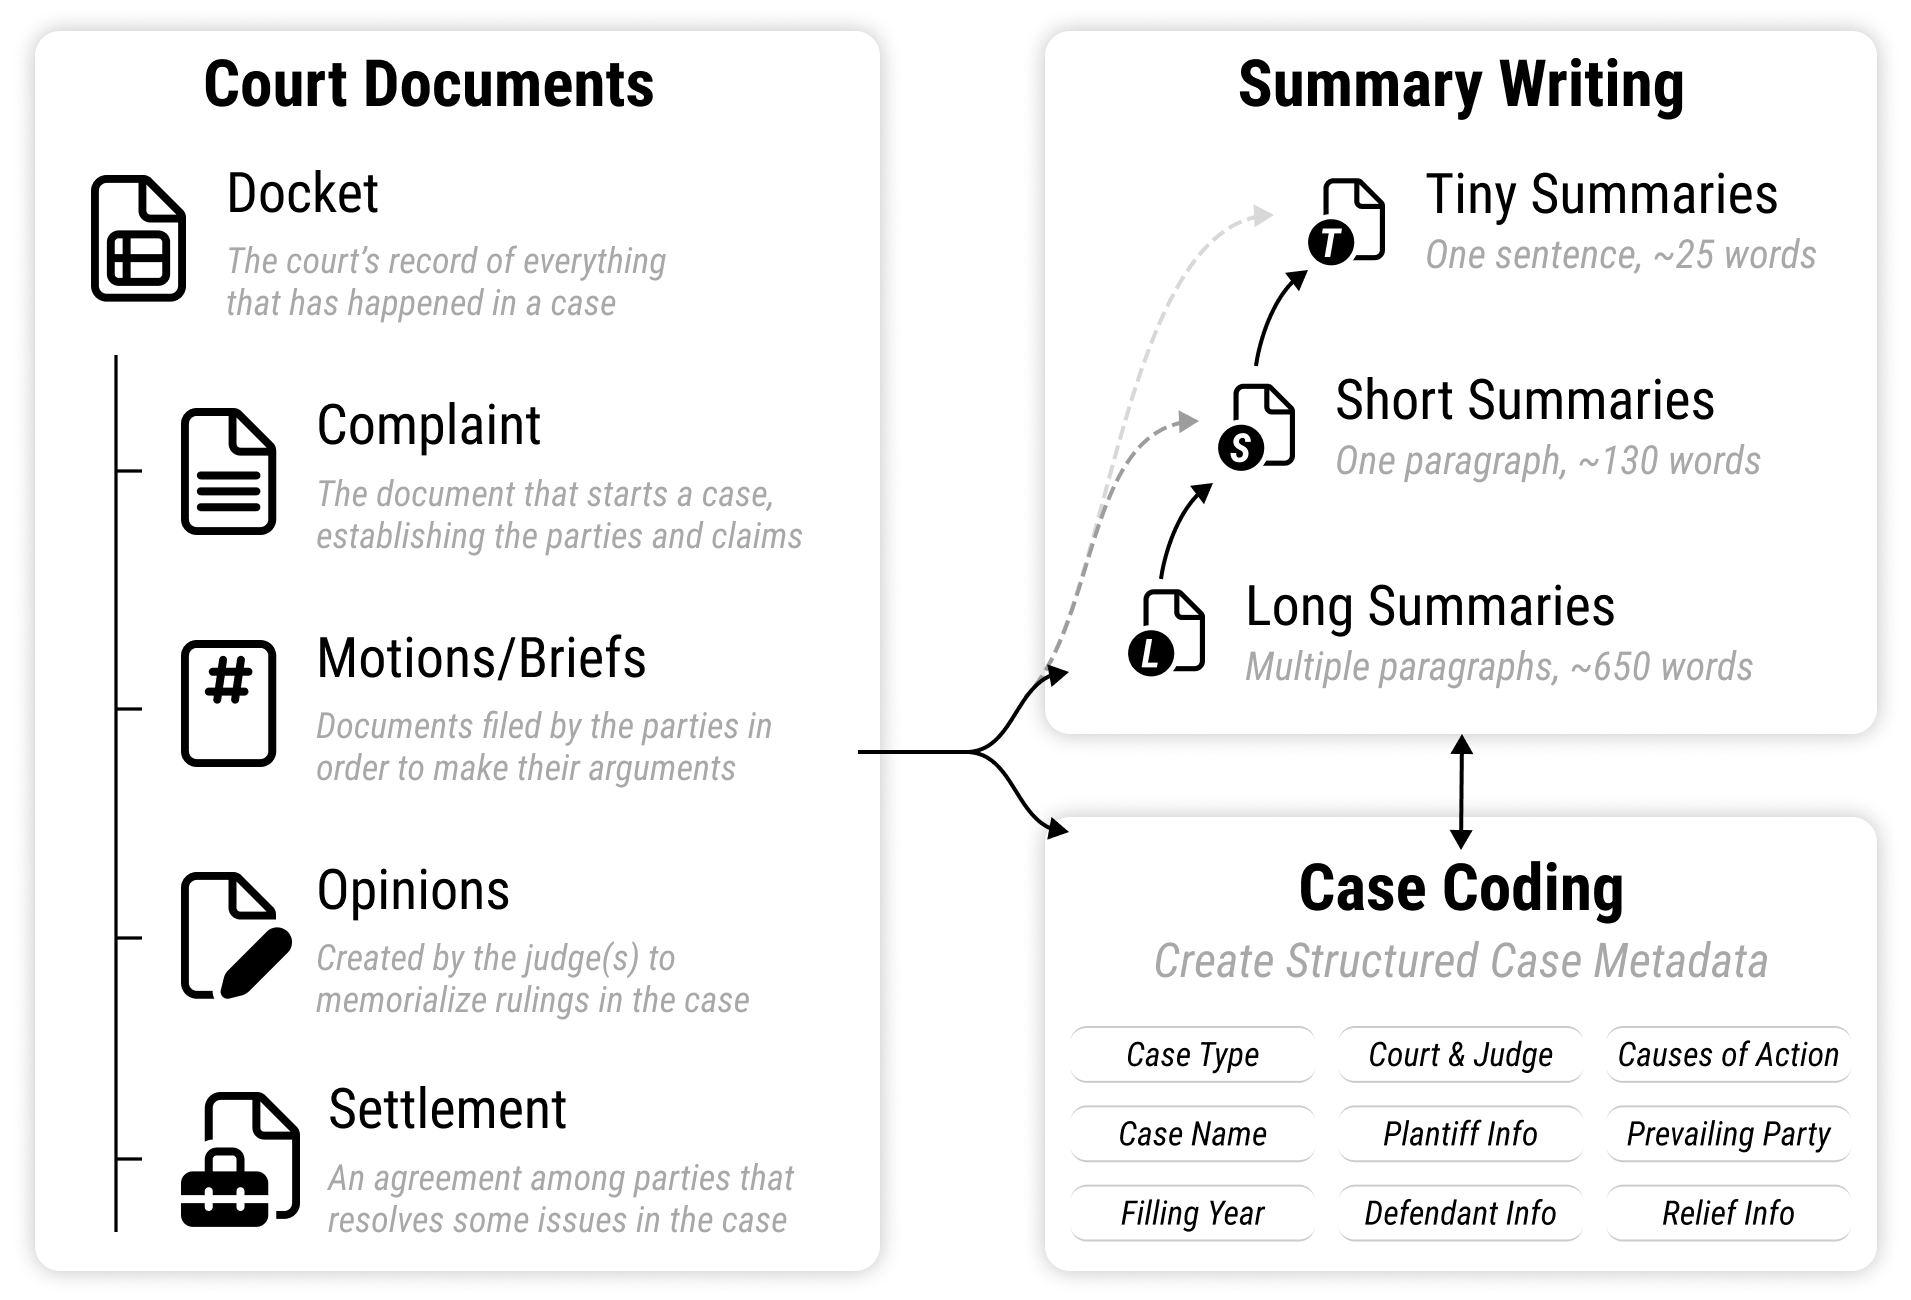 Court Documents
Docket
The court’s record of everything
that has happened in a case
Complaint
The document that starts a case,
establishing the parties and claims
#
Motions/Briefs
Documents filed by the parties in
order to make their arguments
Opinions
Created by the judge(s) to
memorialize rulings in the case
Settlement
An agreement among parties that
resolves some issues in the case
Summary Writing
T
Tiny Summaries
One sentence, ~25 words
S
Short Summaries
One paragraph, ~130 words
L
Long Summaries
Multiple paragraphs, ~650 words
Case Coding
Create Structured Case Metadata
Case Type
Court & Judge
Causes of Action
Case Name
Plantiff Info
Prevailing Party
Filling Year
Defendant Info
Relief Info